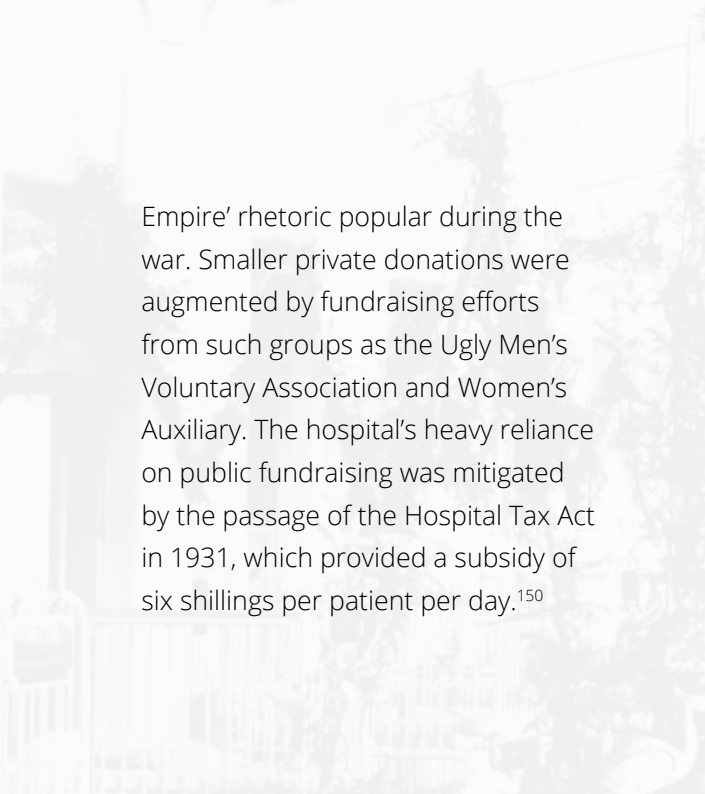 Empire’ rhetoric popular during the
war. Smaller private donations were
augmented by fundraising efforts
from such groups as the Ugly Men’s
Voluntary Association and Women’s
Auxiliary. The hospital’s heavy reliance
on public fundraising was mitigated
by the passage of the Hospital Tax Act
in 1931, which provided a subsidy of
six shillings per patient per day.150